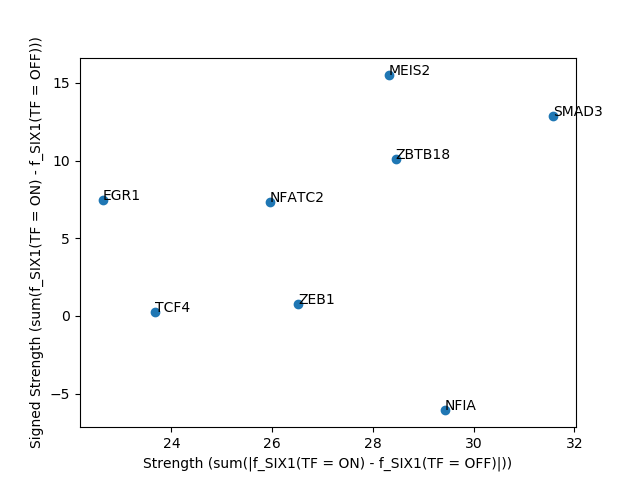 MEIS2
SMAD3
ZBTB18
EGR1
NFATC2
TCF4
ZEB1
NFIA
15
10
5
0
−5
24
26
28
30
32
Strength (sum(|f_SIX1(TF = ON) - f_SIX1(TF = OFF)|))
Signed Strength (sum(f_SIX1(TF = ON) - f_SIX1(TF = OFF)))